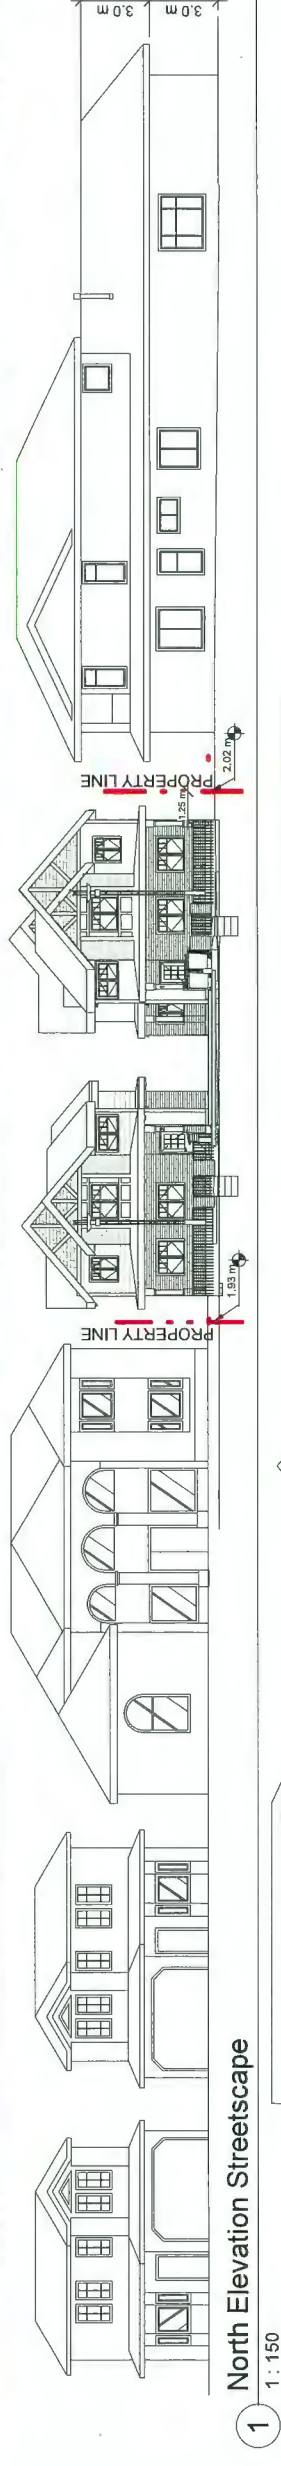 3.0 m
3.0 m
PROPERTY LINE
1.25 m
2.02 m
PROPERTY LINE
1.93 m
1
North Elevation Streetscape
1 : 150